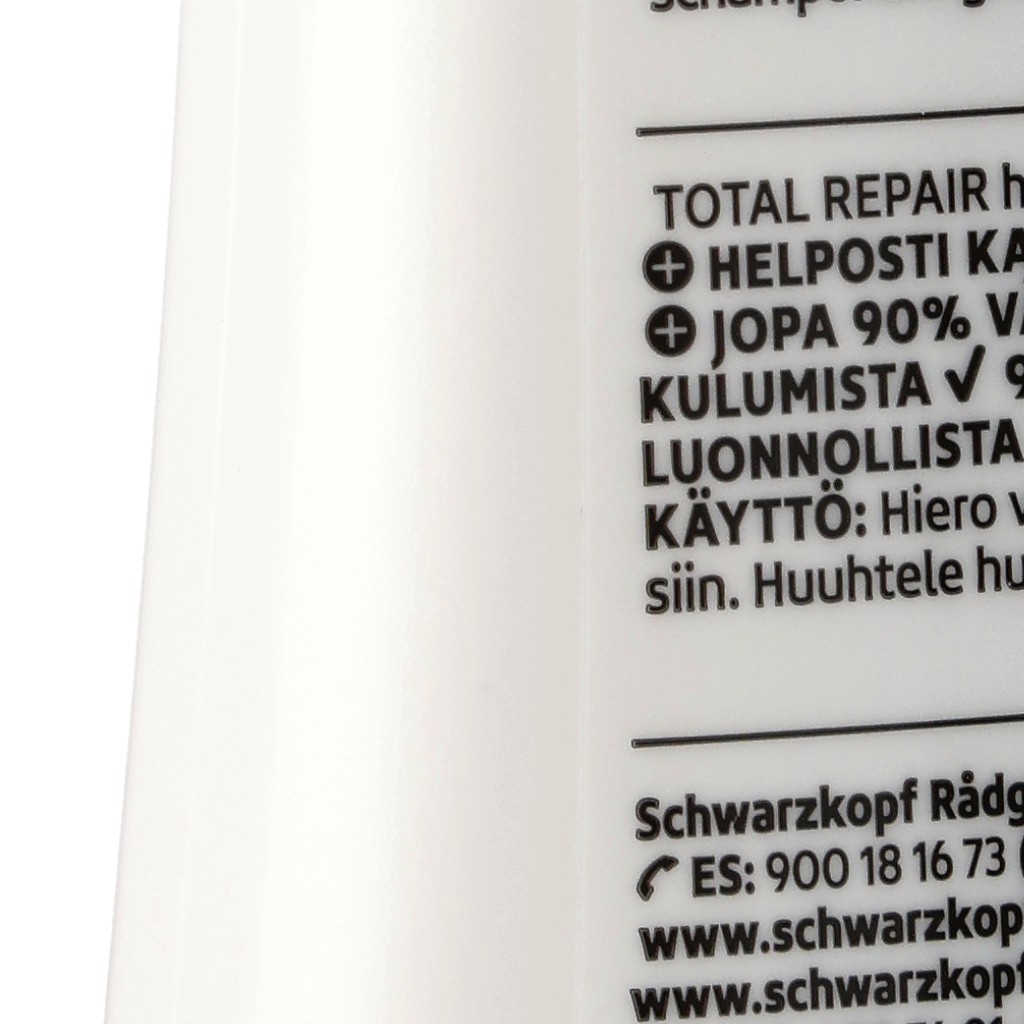 TOTAL REPAIR
HELPOSTI
JOPA 90%
KULUMISTA ✓
LUONNOLLISTA
KÄYTTÖ: Hiero
siin. Huuhtele
Schwarzkopf
ES: 900 18 16 73
www.schwarzkop
www.schwarzkopf